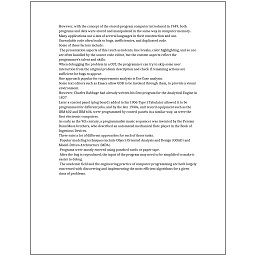 However, with the concept of the stored-program computer introduced in 1949, both
programs and data were stored and manipulated in the same way in computer memory.
Many applications use a mix of several languages in their construction and use.
Unreadable code often leads to bugs, inefficiencies, and duplicated code.
Some of these factors include:
The presentation aspects of this (such as indents, line breaks, color highlighting, and so on)
are often handled by the source code editor, but the content aspects reflect the
programmer's talent and skills.
When debugging the problem in a GUI, the programmer can try to skip some user
interaction from the original problem description and check if remaining actions are
sufficient for bugs to appear.
One approach popular for requirements analysis is Use Case analysis.
Some text editors such as Emacs allow GDB to be invoked through them, to provide a visual
environment.
However, Charles Babbage had already written his first program for the Analytical Engine in
1837.
Later a control panel (plug board) added to his 1906 Type I Tabulator allowed it to be
programmed for different jobs, and by the late 1940s, unit record equipment such as the
IBM 602 and IBM 604, were programmed by control panels in a similar way, as were the
first electronic computers.
As early as the 9th century, a programmable music sequencer was invented by the Persian
Banu Musa brothers, who described an automated mechanical flute player in the Book of
Ingenious Devices.
There exist a lot of different approaches for each of those tasks.
Popular modeling techniques include Object-Oriented Analysis and Design (OOAD) and
Model-Driven Architecture (MDA).
Programs were mostly entered using punched cards or paper tape.
After the bug is reproduced, the input of the program may need to be simplified to make it
easier to debug.
The academic field and the engineering practice of computer programming are both largely
concerned with discovering and implementing the most efficient algorithms for a given
class of problems.